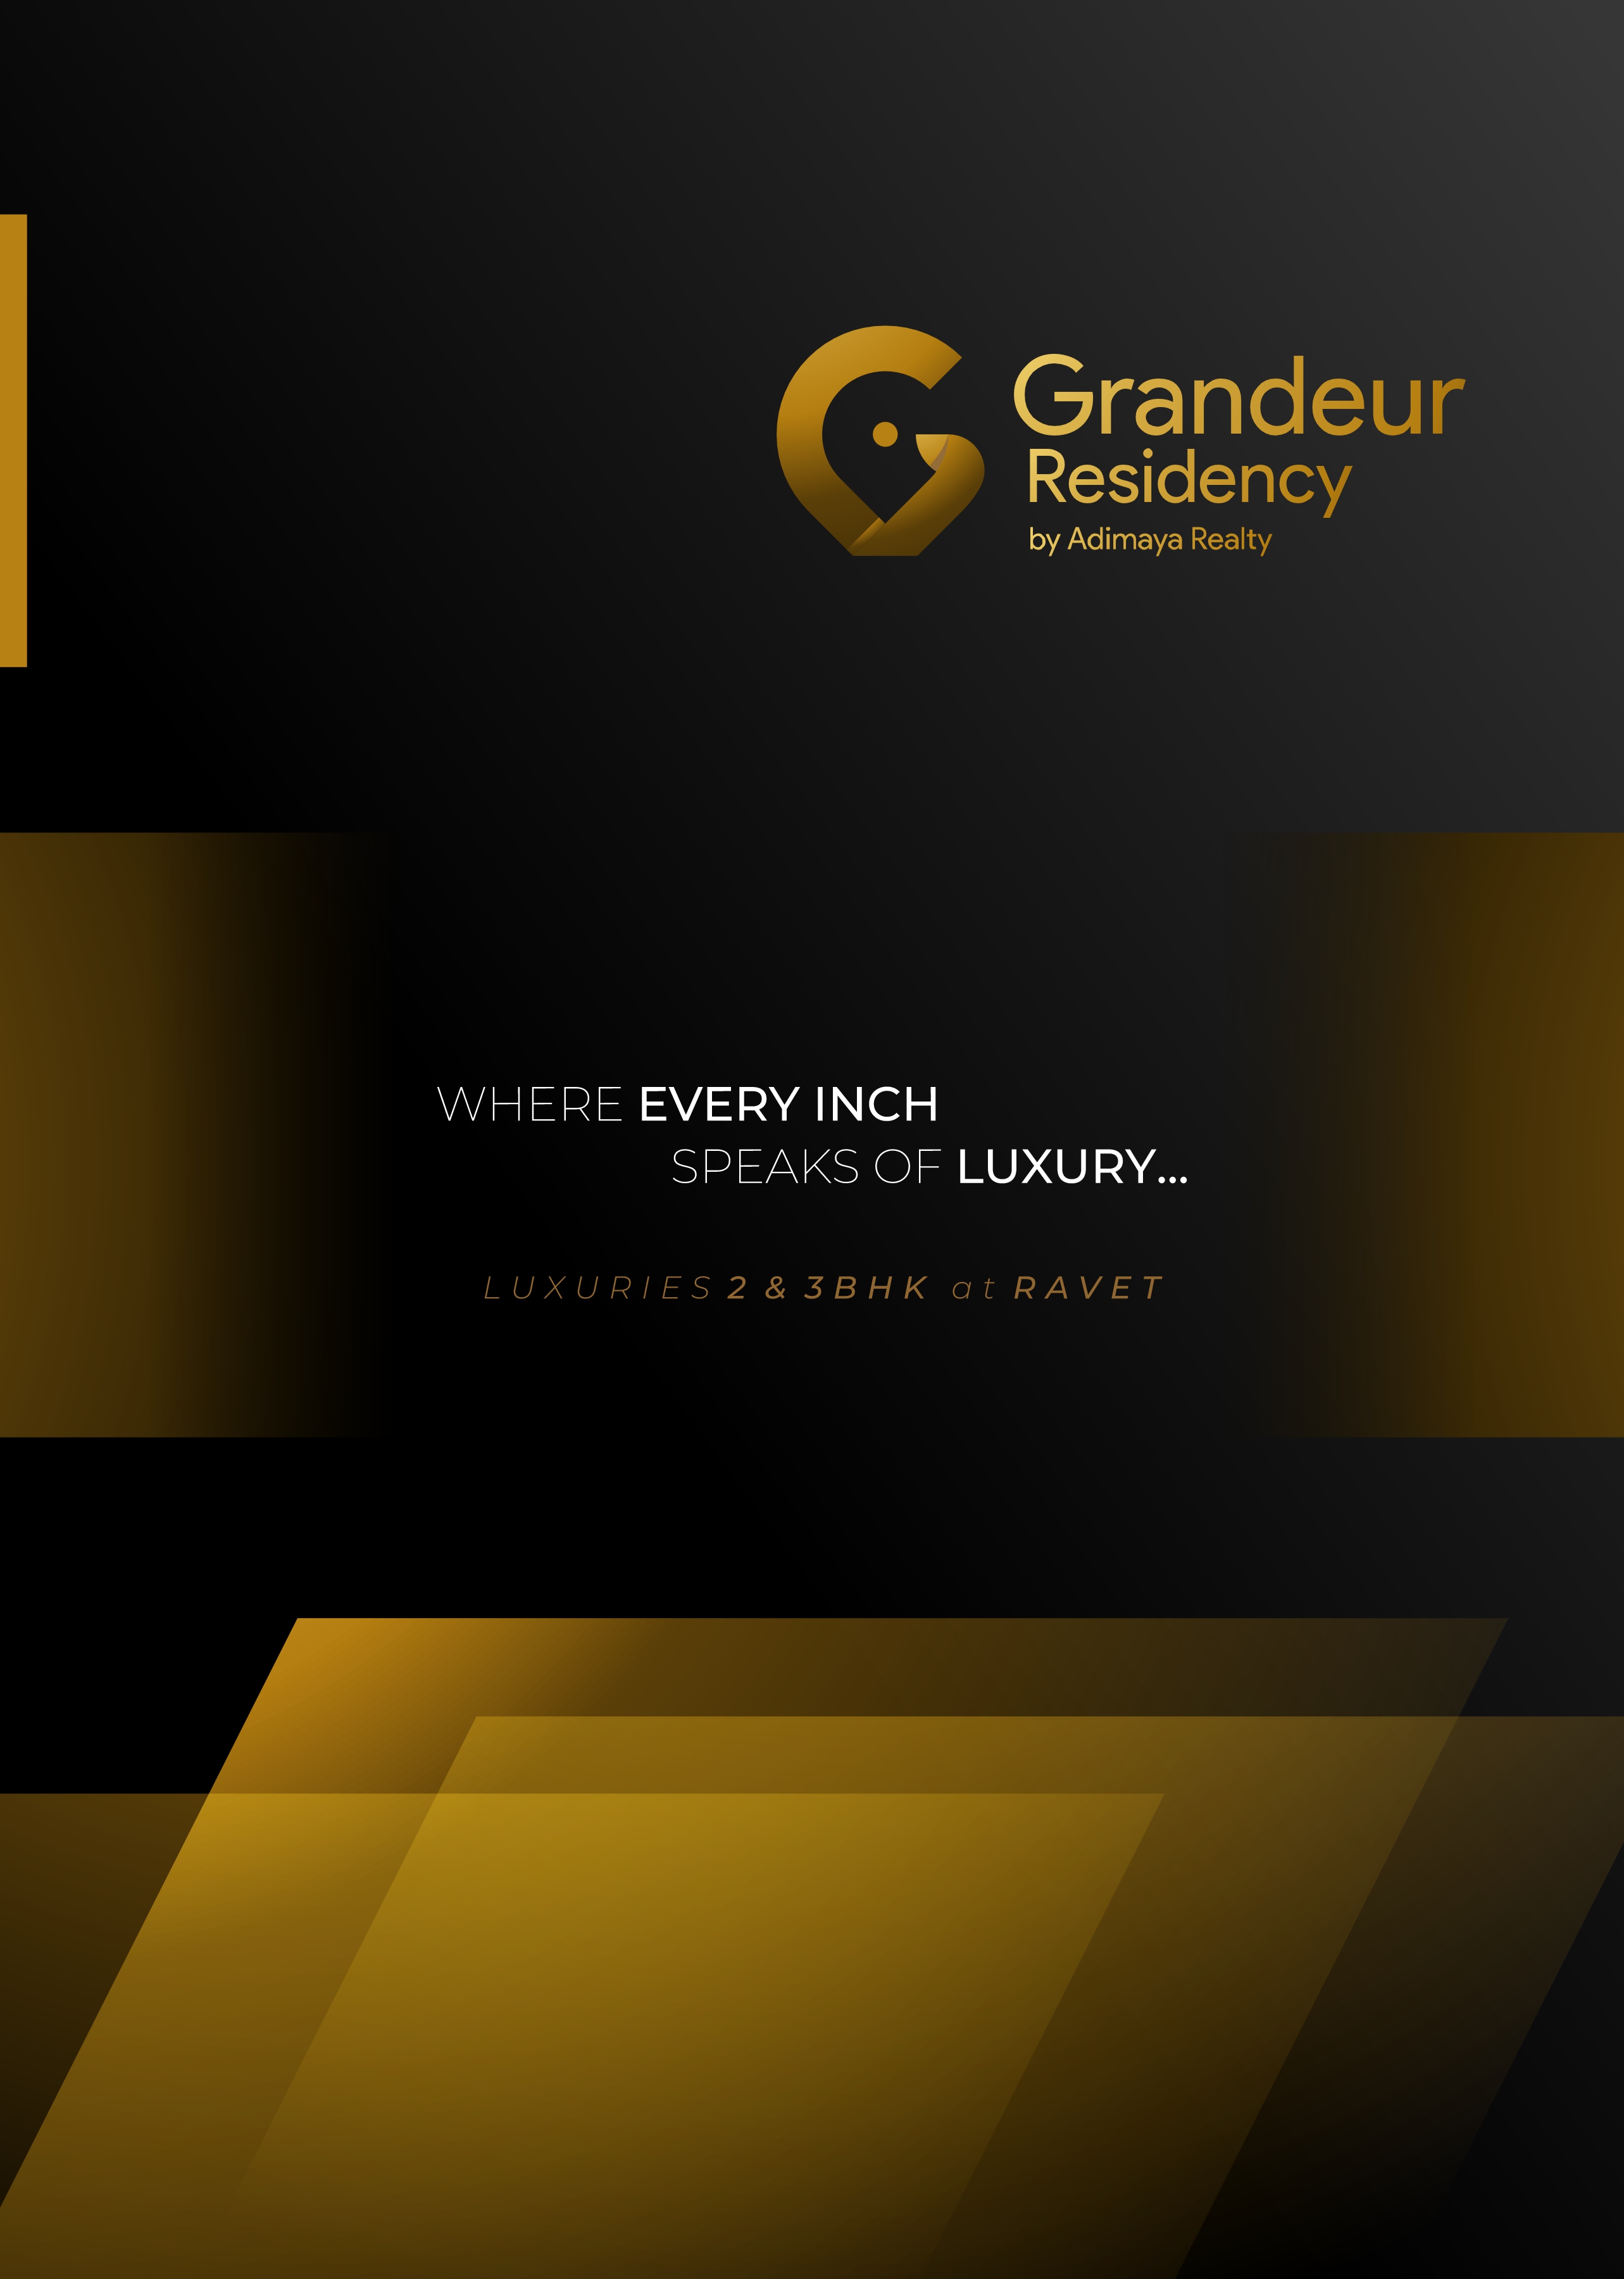 Grandeur
Residency
by Adimaya Realty
WHERE EVERY INCH
SPEAKS OF LUXURY...
LUXURIES 2 & 3BHK at RAVET